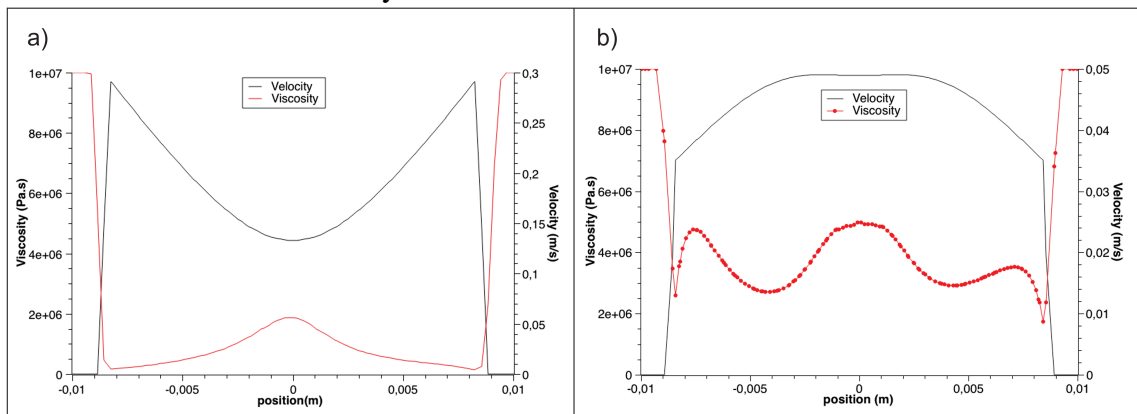 a)
Velocity
Viscosity
1e+07
8e+06
6e+06
4e+06
2e+06
0
Viscosity (Pa.s)
0,3
0,25
0,2
0,15
0,1
0,05
0
Velocity (m/s)
-0,01
-0,005
0
0,005
0,01
position(m)
b)
Velocity
Viscosity
1e+07
8e+06
6e+06
4e+06
2e+06
0
Viscosity (Pa.s)
0,05
0,04
0,03
0,02
0,01
0
Velocity (m/s)
-0,01
-0,005
0
0,005
0,01
position (m)